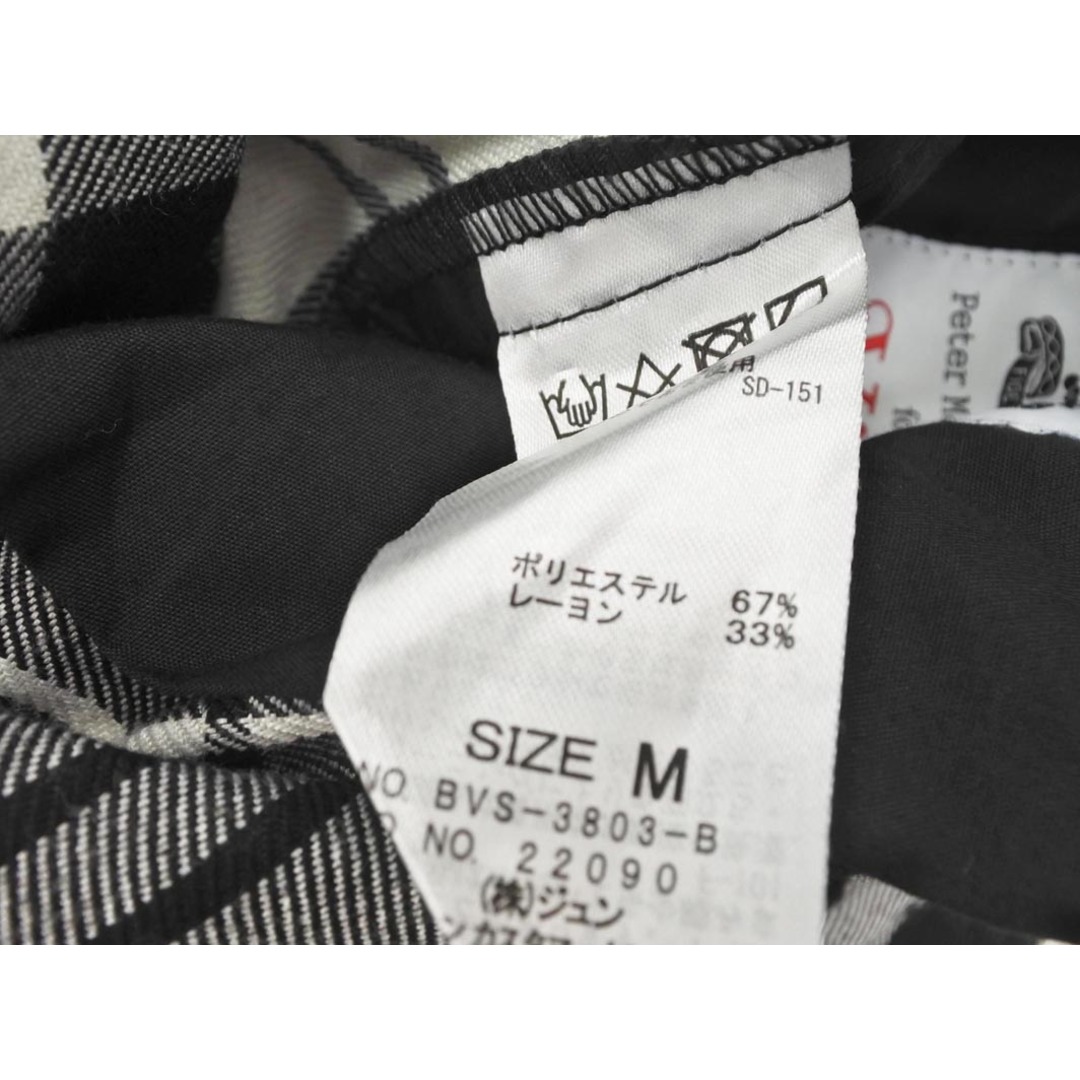 SD-151
ポリエステル 67%
レーヨン 33%
SIZE M
NO. BVS-3803-B
NO. 22090
(株)ジュン
Peter